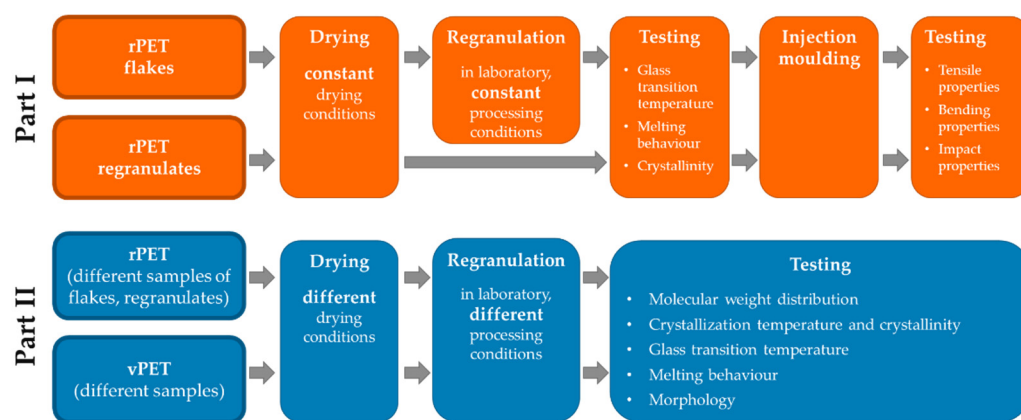 Part I
rPET
flakes
rPET
regranulates
Drying
constant
drying
conditions
Regranulation
in laboratory,
constant
processing
conditions
Testing
• Glass
transition
temperature
• Melting
behaviour
• Crystallinity
Injection
moulding
Testing
• Tensile
properties
• Bending
properties
• Impact
properties
Part II
rPET
(different samples of
flakes, regranulates)
vPET
(different samples)
Drying
different
drying
conditions
Regranulation
in laboratory,
different
processing
conditions
Testing
• Molecular weight distribution
• Crystallization temperature and crystallinity
• Glass transition temperature
• Melting behaviour
• Morphology